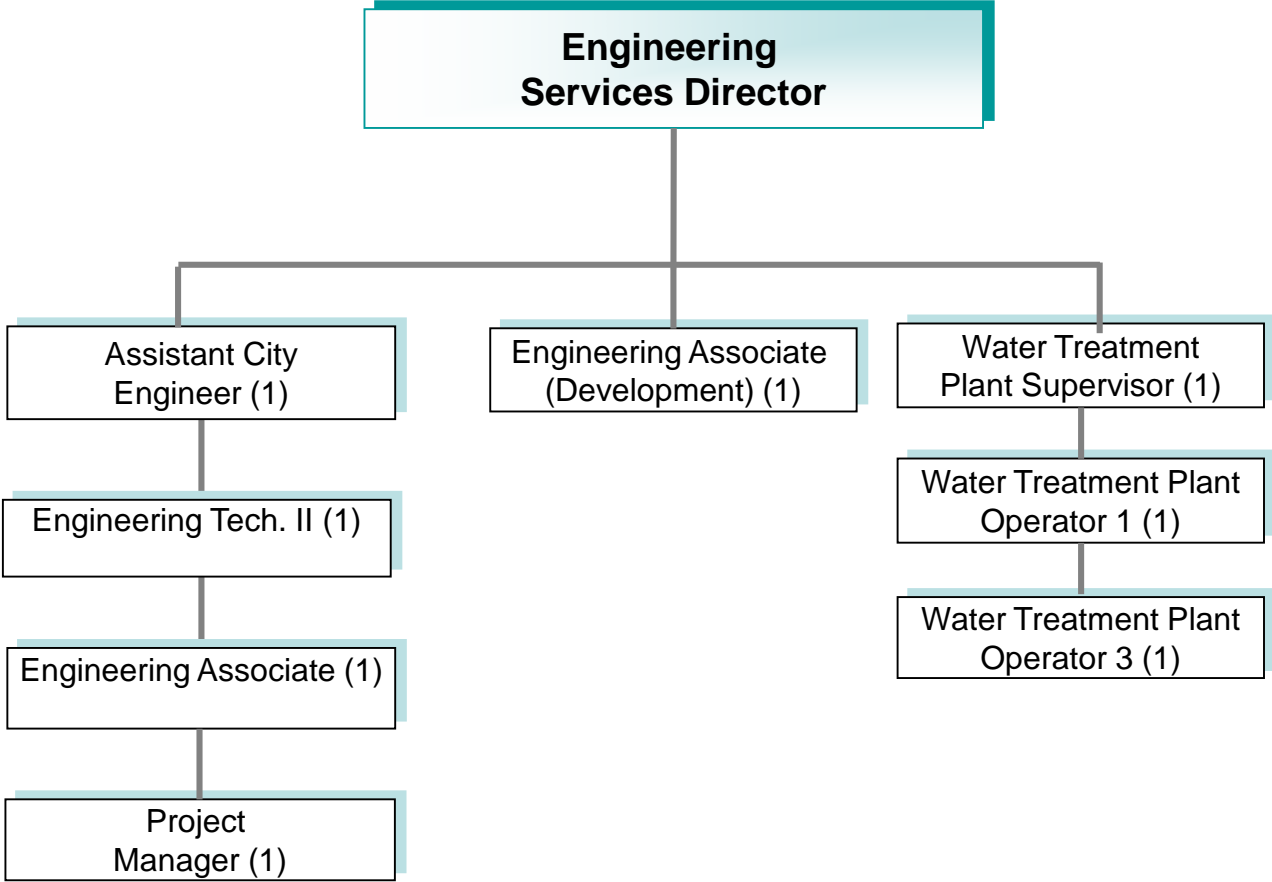 Engineering
Services Director
Assistant City
Engineer (1)
Engineering Associate
(Development) (1)
Water Treatment
Plant Supervisor (1)
Engineering Tech. II (1)
Water Treatment Plant
Operator 1 (1)
Engineering Associate (1)
Water Treatment Plant
Operator 3 (1)
Project
Manager (1)